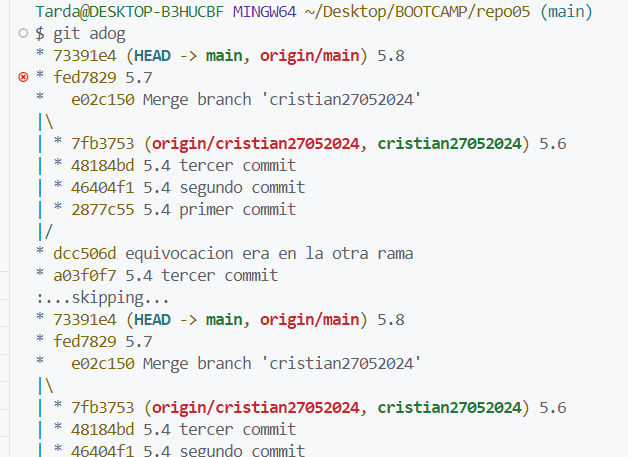 Tarda@DESKTOP-B3HUCBF MINGW64 ~/Desktop/BOOTCAMP/repo05 (main)
$ git adog
* 73391e4 (HEAD -> main, origin/main) 5.8
* fed7829 5.7
*   e02c150 Merge branch 'cristian27052024'
|\
| * 7fb3753 (origin/cristian27052024, cristian27052024) 5.6
| * 48184bd 5.4 tercer commit
| * 46404f1 5.4 segundo commit
| * 2877c55 5.4 primer commit
|/
* dcc506d equivocacion era en la otra rama
* a03f0f7 5.4 tercer commit
:...skipping...
* 73391e4 (HEAD -> main, origin/main) 5.8
* fed7829 5.7
*   e02c150 Merge branch 'cristian27052024'
|\
| * 7fb3753 (origin/cristian27052024, cristian27052024) 5.6
| * 48184bd 5.4 tercer commit
| * 46404f1 5.4 segundo commit